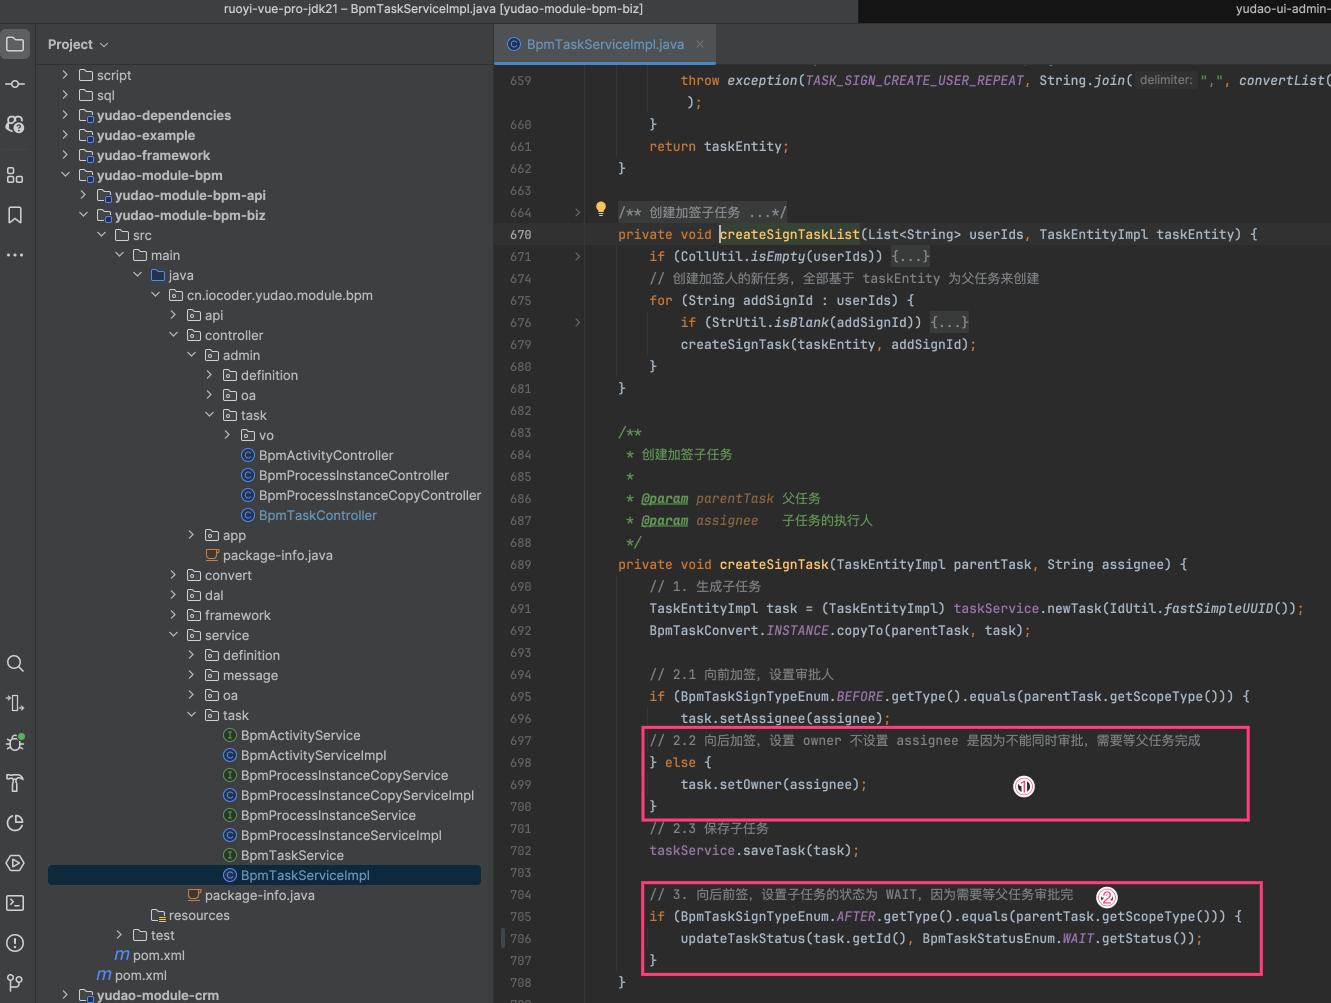 ruoyi-vue-pro-jdk21 – BpmTaskServiceImpl.java [yudao-module-bpm-biz]
yudao-ui-admin-
Project
BpmTaskServiceImpl.java
script
sql
yudao-dependencies
yudao-example
yudao-framework
yudao-module-bpm
yudao-module-bpm-api
yudao-module-bpm-biz
src
main
java
cn.iocoder.yudao.module.bpm
api
controller
admin
definition
oa
task
vo
BpmActivityController
BpmProcessInstanceController
BpmProcessInstanceCopyController
BpmTaskController
app
package-info.java
convert
dal
framework
service
definition
message
oa
task
BpmActivityService
BpmActivityServiceImpl
BpmProcessInstanceCopyService
BpmProcessInstanceCopyServiceImpl
BpmProcessInstanceService
BpmProcessInstanceServiceImpl
BpmTaskService
BpmTaskServiceImpl
package-info.java
resources
test
pom.xml
pom.xml
yudao-module-crm
659 throw exception(TASK_SIGN_CREATE_USER_REPEAT, String.join( delimiter: ",", convertList(
);
660 }
661 return taskEntity;
662 }
663
664 /** 创建加签子任务 ...*/
670 private void createSignTaskList(List<String> userIds, TaskEntityImpl taskEntity) {
671 if (CollUtil.isEmpty(userIds)) {...}
674 // 创建加签人的新任务，全部基于 taskEntity 为父任务来创建
675 for (String addSignId : userIds) {
676 if (StrUtil.isBlank(addSignId)) {...}
679 createSignTask(taskEntity, addSignId);
680 }
681 }
682
683 /**
684 * 创建加签子任务
685 *
686 * @param parentTask 父任务
687 * @param assignee 子任务的执行人
688 */
689 private void createSignTask(TaskEntityImpl parentTask, String assignee) {
690 // 1. 生成子任务
691 TaskEntityImpl task = (TaskEntityImpl) taskService.newTask(IdUtil.fastSimpleUUID());
692 BpmTaskConvert.INSTANCE.copyTo(parentTask, task);
693
694 // 2.1 向前加签，设置审批人
695 if (BpmTaskSignTypeEnum.BEFORE.getType().equals(parentTask.getScopeType())) {
696 task.setAssignee(assignee);
697 // 2.2 向后加签，设置 owner 不设置 assignee 是因为不能同时审批，需要等父任务完成
698 } else {
699 task.setOwner(assignee); ①
700 }
701 // 2.3 保存子任务
702 taskService.saveTask(task);
703
704 // 3. 向后前签，设置子任务的状态为 WAIT，因为需要等父任务审批完 ②
705 if (BpmTaskSignTypeEnum.AFTER.getType().equals(parentTask.getScopeType())) {
706 updateTaskStatus(task.getId(), BpmTaskStatusEnum.WAIT.getStatus());
707 }
708 }